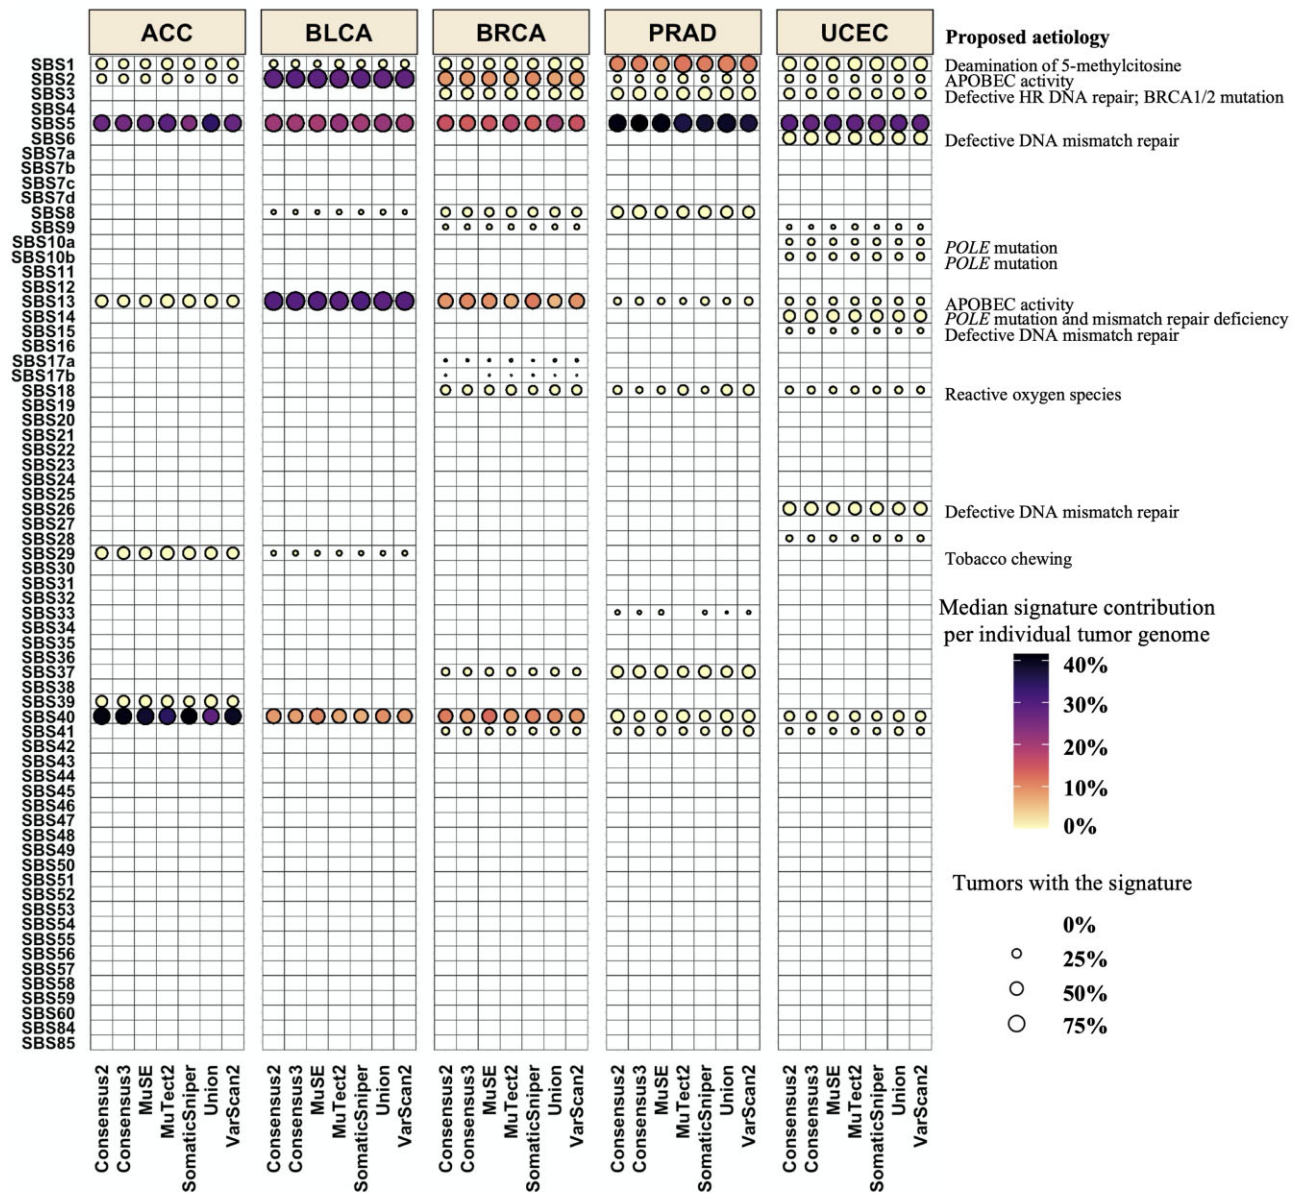 ACC BLCA BRCA PRAD UCEC
Proposed aetiology
SBS1 Deamination of 5-methylcitosine
SBS2 APOBEC activity
SBS3 Defective HR DNA repair; BRCA1/2 mutation
SBS4
SBS5
SBS6 Defective DNA mismatch repair
SBS7a
SBS7b
SBS7c
SBS7d
SBS8
SBS9
SBS10a POLE mutation
SBS10b POLE mutation
SBS11
SBS12
SBS13 APOBEC activity
SBS14 POLE mutation and mismatch repair deficiency
SBS15 Defective DNA mismatch repair
SBS16
SBS17a
SBS17b
SBS18 Reactive oxygen species
SBS19
SBS20
SBS21
SBS22
SBS23
SBS24
SBS25
SBS26 Defective DNA mismatch repair
SBS27
SBS28
SBS29 Tobacco chewing
SBS30
SBS31
SBS32
SBS33
SBS34
SBS35
SBS36
SBS37
SBS38
SBS39
SBS40
SBS41
SBS42
SBS43
SBS44
SBS45
SBS46
SBS47
SBS48
SBS49
SBS50
SBS51
SBS52
SBS53
SBS54
SBS55
SBS56
SBS57
SBS58
SBS59
SBS60
SBS84
SBS85
Median signature contribution
per individual tumor genome
40%
30%
20%
10%
0%
Tumors with the signature
0%
25%
50%
75%
Consensus2 Consensus3 MuSE MuTect2 SomaticSniper Union VarScan2
Consensus2 Consensus3 MuSE MuTect2 SomaticSniper Union VarScan2
Consensus2 Consensus3 MuSE MuTect2 SomaticSniper Union VarScan2
Consensus2 Consensus3 MuSE MuTect2 SomaticSniper Union VarScan2
Consensus2 Consensus3 MuSE MuTect2 SomaticSniper Union VarScan2